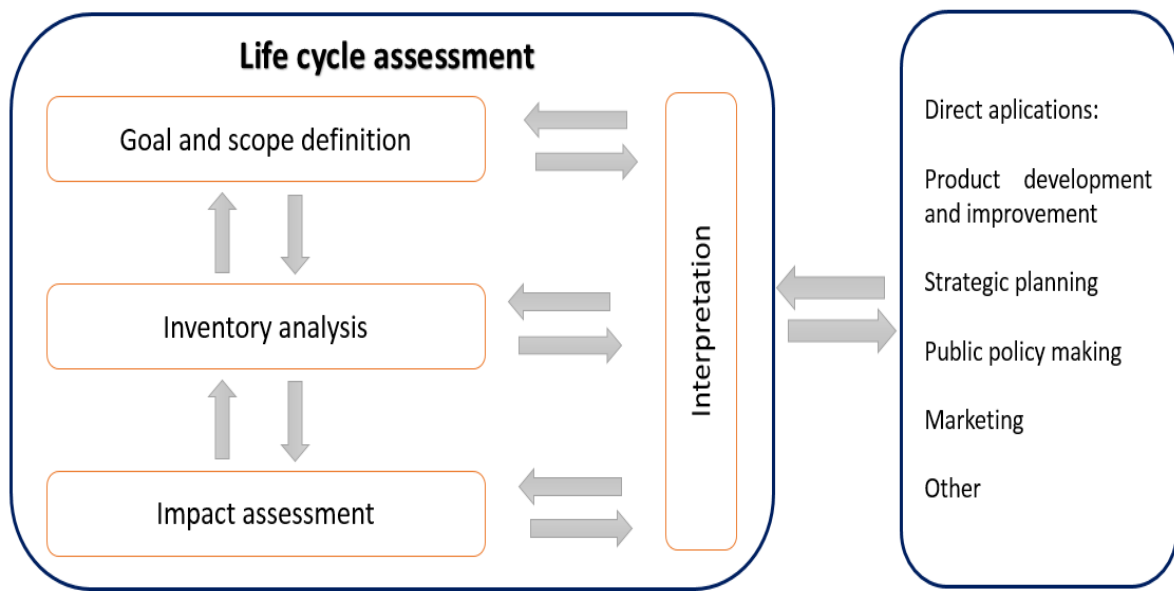 Life cycle assessment
Goal and scope definition
Inventory analysis
Impact assessment
Interpretation
Direct aplications:
Product development
and improvement
Strategic planning
Public policy making
Marketing
Other